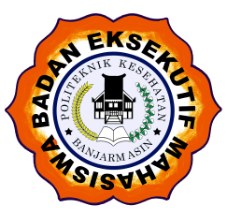 BADAN EKSEKUTIF MAHASISWA
POLITEKNIK KESEHATAN
BANJARMASIN